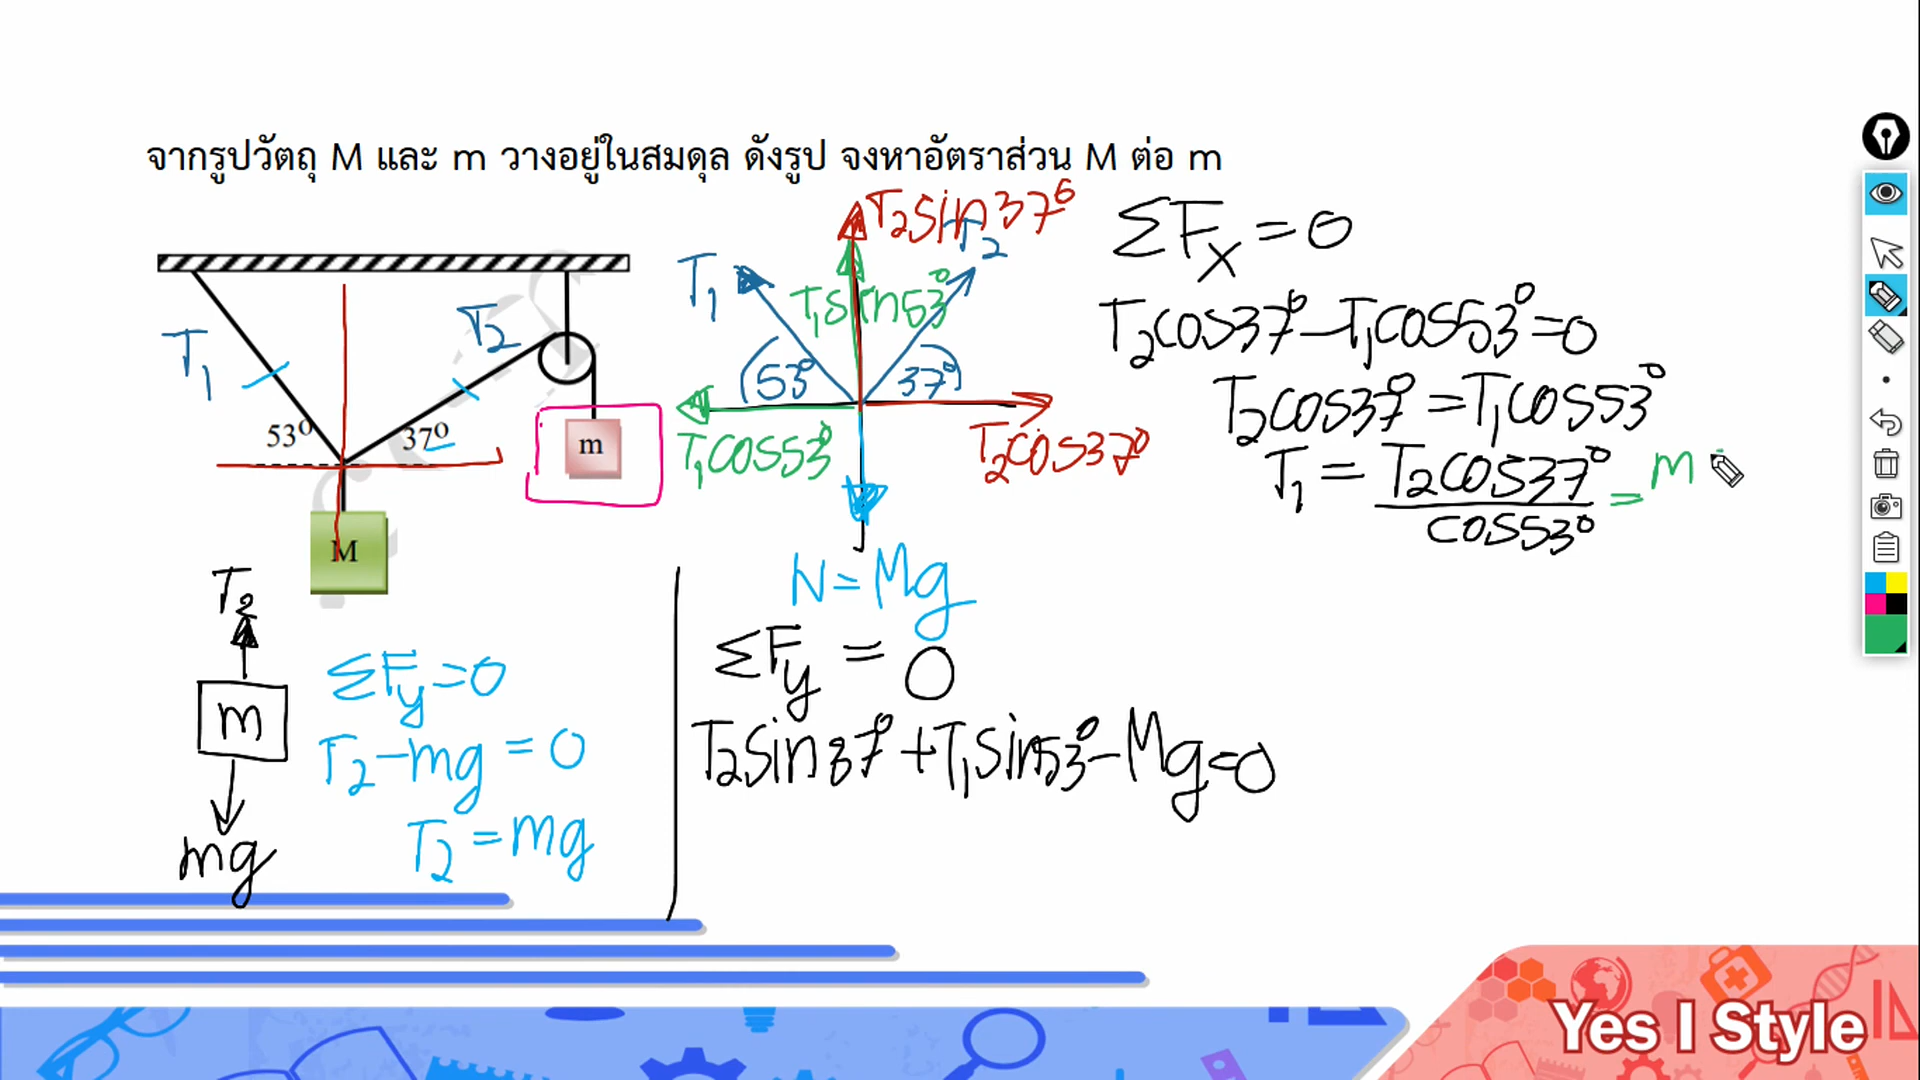 จากรูปวัตถุ M และ m วางอยู่ในสมดุล ดังรูป จงหาอัตราส่วน M ต่อ m
T₁
T₂
53⁰
37⁰
m
M
T₂
m
mg
ΣFy=0
T₂-mg=0
T₂=mg
T₁
T₂sin37°
T₂
T₁sin53°
53°
37°
T₁cos53°
T₂cos37°
N=Mg
ΣFy=0
T₂sin37°+T₁sin53°-Mg=0
ΣFx=0
T₂cos37°-T₁cos53°=0
T₂cos37°=T₁cos53°
T₁=T₂cos37°
cos53°
=m
Yes I Style